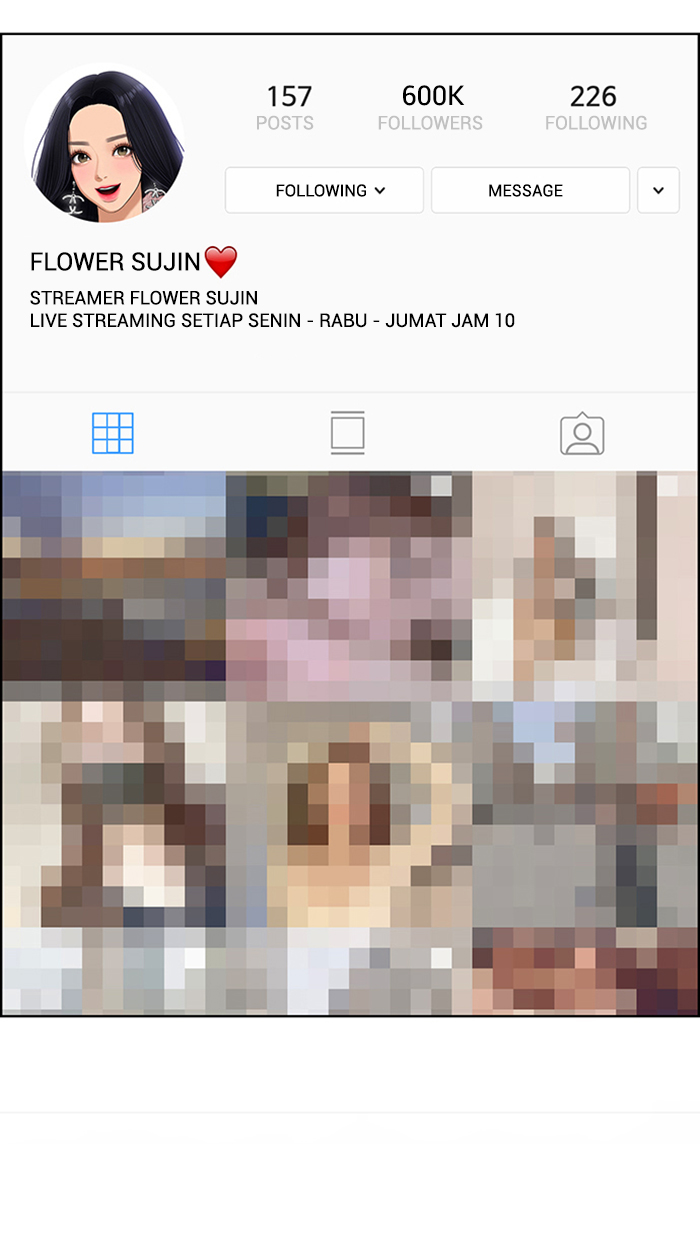 157 600K 226
POSTS FOLLOWERS FOLLOWING
FOLLOWING MESSAGE
FLOWER SUJIN❤️
STREAMER FLOWER SUJIN
LIVE STREAMING SETIAP SENIN - RABU - JUMAT JAM 10